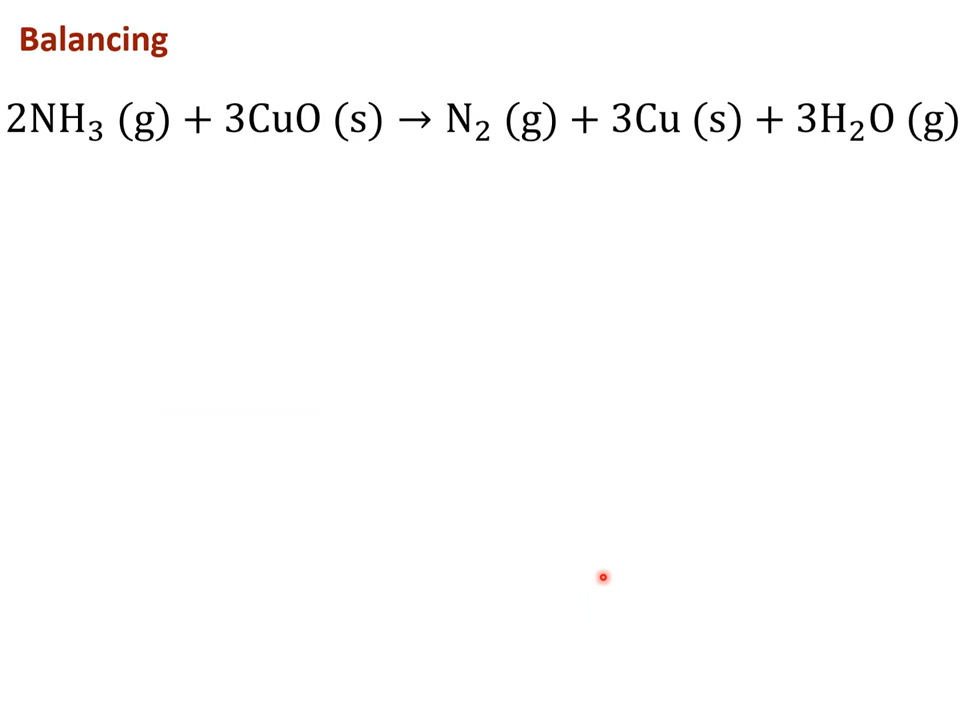 Balancing
2NH₃ (g) + 3CuO (s) → N₂ (g) + 3Cu (s) + 3H₂O (g)